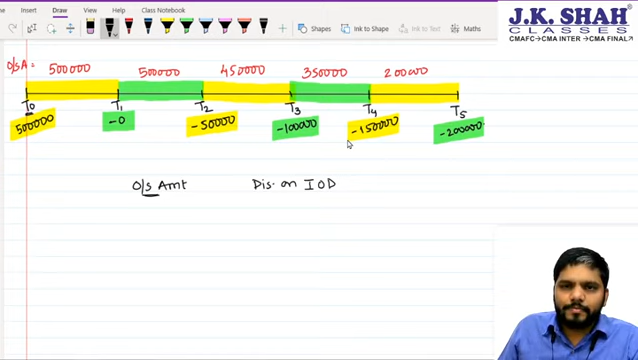 File Home Insert Draw View Help
Shapes
Ink to Shape
Ink to Text
Maths
J.K. SHAH
CLASSES
CMAFC→CMA INTER →CMA FINAL
O/s A = 500000 500000 450000 350000 200000
T0 T1 T2 T3 T4 T5
500000 -0 -50000 -100000 -150000 -200000
O/s Amt Dis. on IOD